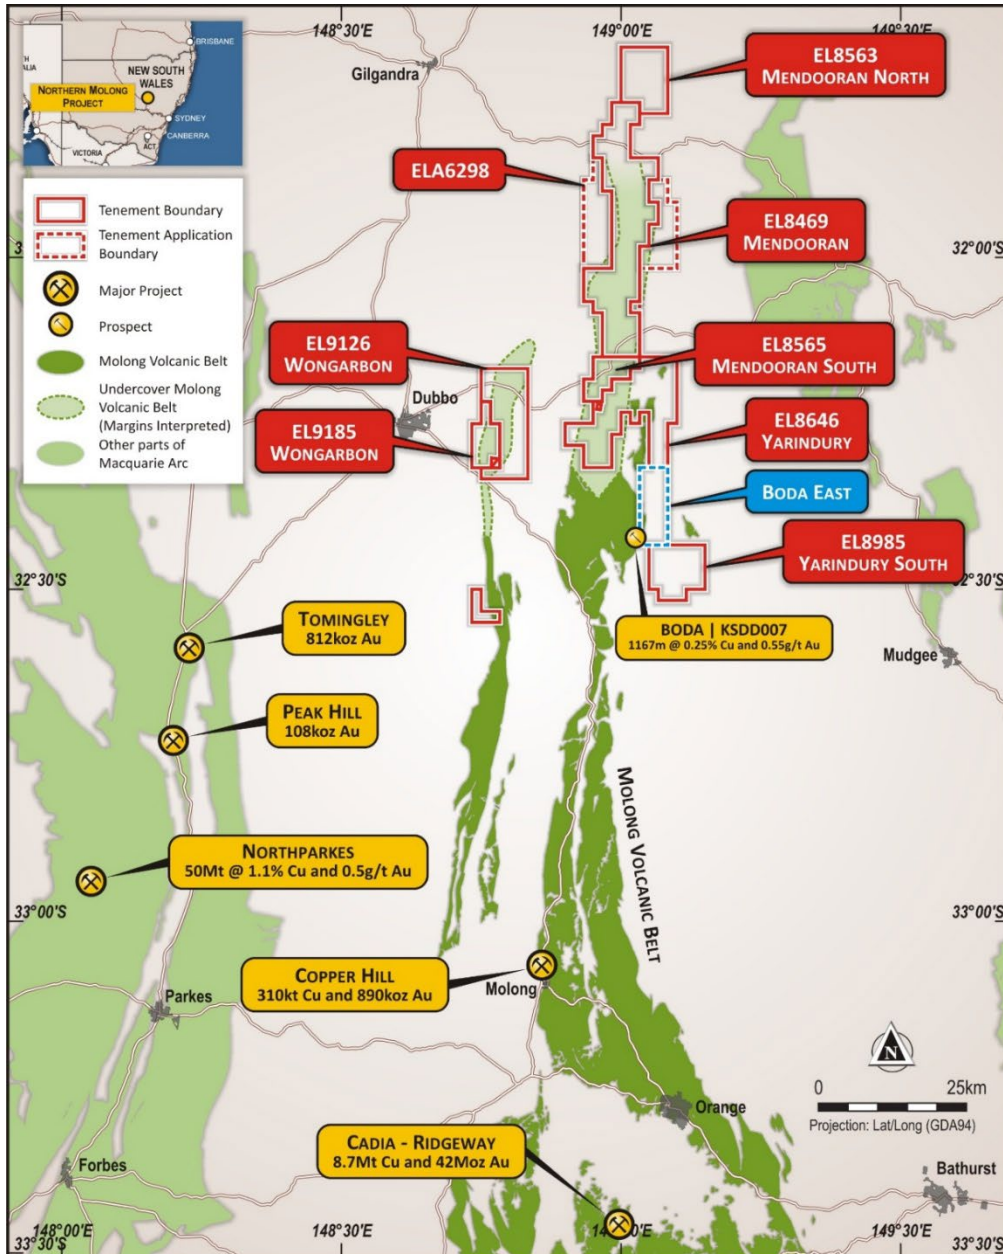 148°30'E
149°00'E
149°30'E
BRISBANE
NEW SOUTH
WALES
NORTHERN MOLONG
PROJECT
SYDNEY
CANBERRA
ACT
VICTORIA
Gilgandra
EL8563
MENDOORAN NORTH
ELA6298
EL8469
MENDOORAN
32°00'S
Tenement Boundary
Tenement Application
Boundary
Major Project
Prospect
Molong Volcanic Belt
Undercover Molong
Volcanic Belt
(Margins Interpreted)
Other parts of
Macquarie Arc
EL9126
WONGARBON
EL8565
MENDOORAN SOUTH
Dubbo
EL9185
WONGARBON
EL8646
YARINDURY
BODA EAST
EL8985
YARINDURY SOUTH
32°30'S
32°30'S
TOMINGLEY
812koz Au
BODA | KSDD007
1167m @ 0.25% Cu and 0.55g/t Au
Mudgee
PEAK HILL
108koz Au
MOLONG VOLCANIC BELT
NORTHPARKES
50Mt @ 1.1% Cu and 0.5g/t Au
33°00'S
33°00'S
COPPER HILL
310kt Cu and 890koz Au
Molong
Parkes
N
0 25km
Projection: Lat/Long (GDA94)
Orange
CADIA - RIDGEWAY
8.7Mt Cu and 42Moz Au
Forbes
Bathurst
148°00'E
148°30'E
149°30'E
33°30'S
33°30'S